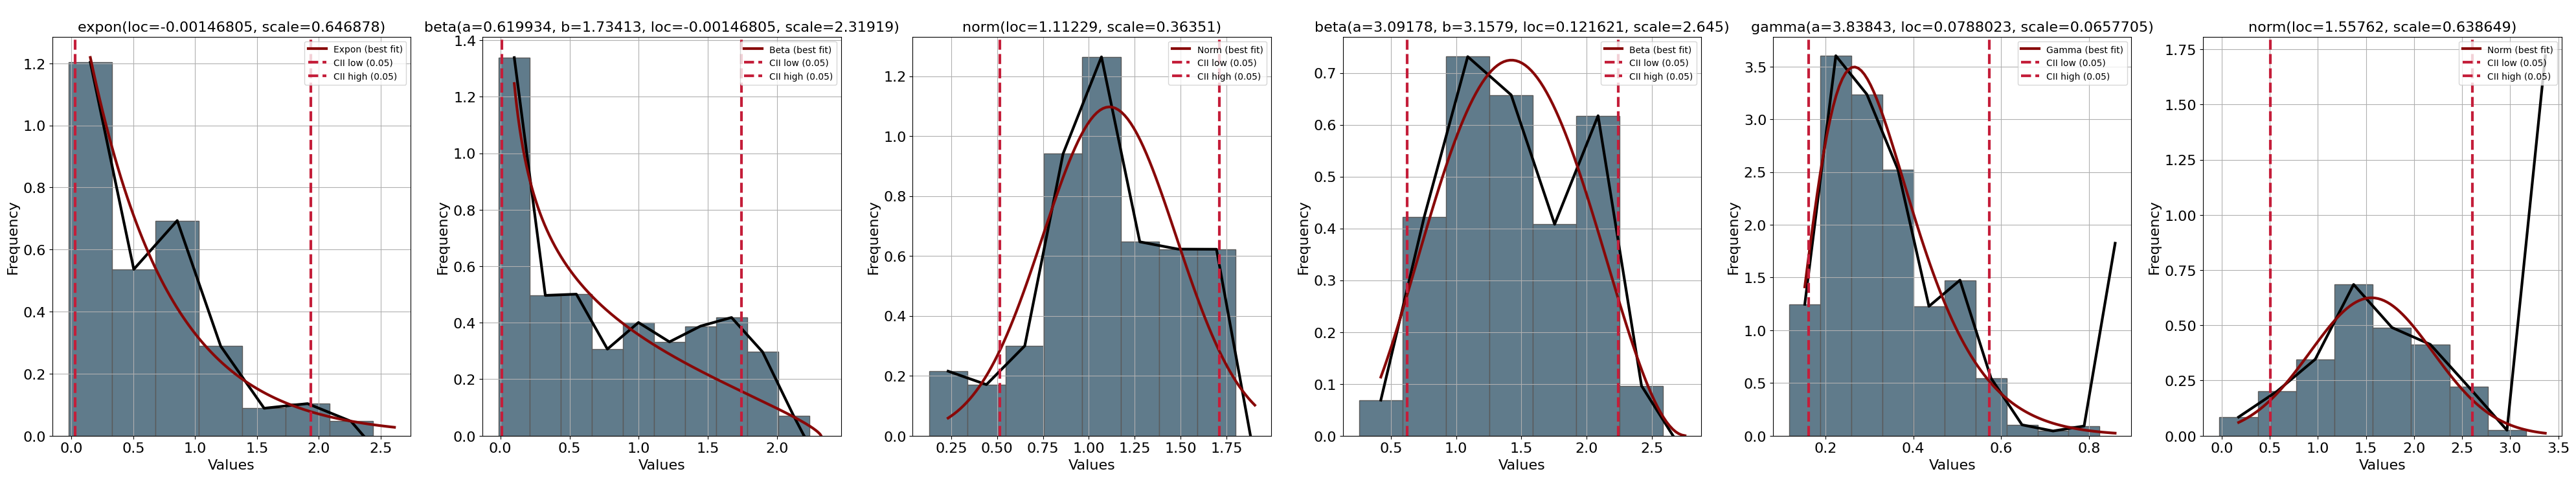 expon(loc=-0.00146805, scale=0.646878)
Expon (best fit)
CII low (0.05)
CII high (0.05)
Frequency
1.2
1.0
0.8
0.6
0.4
0.2
0.0
0.0 0.5 1.0 1.5 2.0 2.5
Values
beta(a=0.619934, b=1.73413, loc=-0.00146805, scale=2.31919)
Beta (best fit)
CII low (0.05)
CII high (0.05)
Frequency
1.4
1.2
1.0
0.8
0.6
0.4
0.2
0.0
0.0 0.5 1.0 1.5 2.0
Values
norm(loc=1.11229, scale=0.36351)
Norm (best fit)
CII low (0.05)
CII high (0.05)
Frequency
1.2
1.0
0.8
0.6
0.4
0.2
0.0
0.25 0.50 0.75 1.00 1.25 1.50 1.75
Values
beta(a=3.09178, b=3.1579, loc=0.121621, scale=2.645)
Beta (best fit)
CII low (0.05)
CII high (0.05)
Frequency
0.7
0.6
0.5
0.4
0.3
0.2
0.1
0.0
0.5 1.0 1.5 2.0 2.5
Values
gamma(a=3.83843, loc=0.0788023, scale=0.0657705)
Gamma (best fit)
CII low (0.05)
CII high (0.05)
Frequency
3.5
3.0
2.5
2.0
1.5
1.0
0.5
0.0
0.2 0.4 0.6 0.8
Values
norm(loc=1.55762, scale=0.638649)
Norm (best fit)
CII low (0.05)
CII high (0.05)
Frequency
1.75
1.50
1.25
1.00
0.75
0.50
0.25
0.00
0.0 0.5 1.0 1.5 2.0 2.5 3.0 3.5
Values